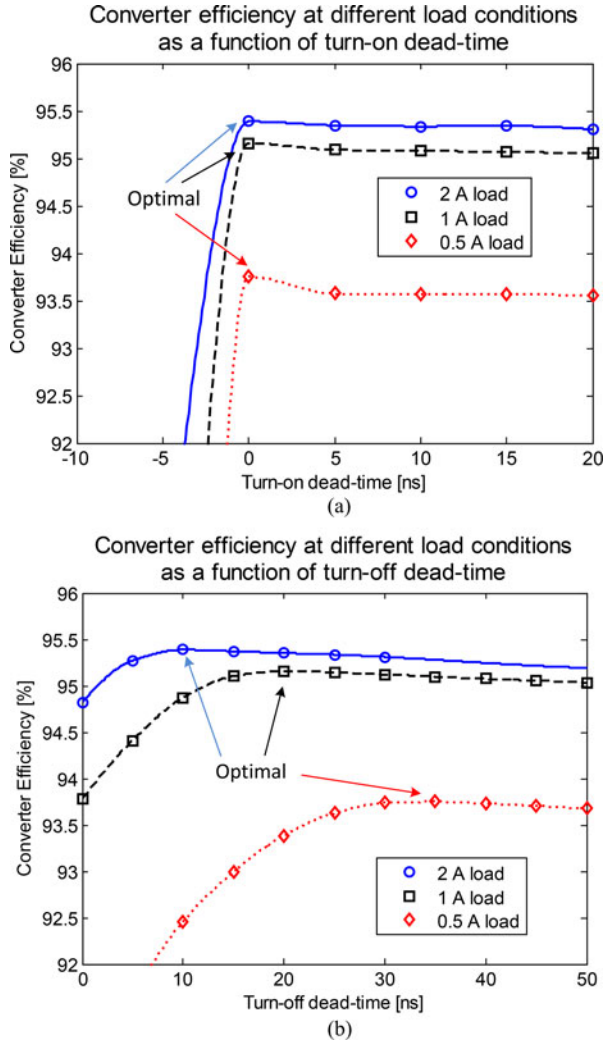 Converter efficiency at different load conditions
as a function of turn-on dead-time
96
95.5
95
94.5
94
93.5
93
92.5
92
Converter Efficiency [%]
Optimal
2 A load
1 A load
0.5 A load
-10
-5
0
5
10
15
20
Turn-on dead-time [ns]
(a)
Converter efficiency at different load conditions
as a function of turn-off dead-time
96
95.5
95
94.5
94
93.5
93
92.5
92
Converter Efficiency [%]
Optimal
2 A load
1 A load
0.5 A load
0
10
20
30
40
50
Turn-off dead-time [ns]
(b)